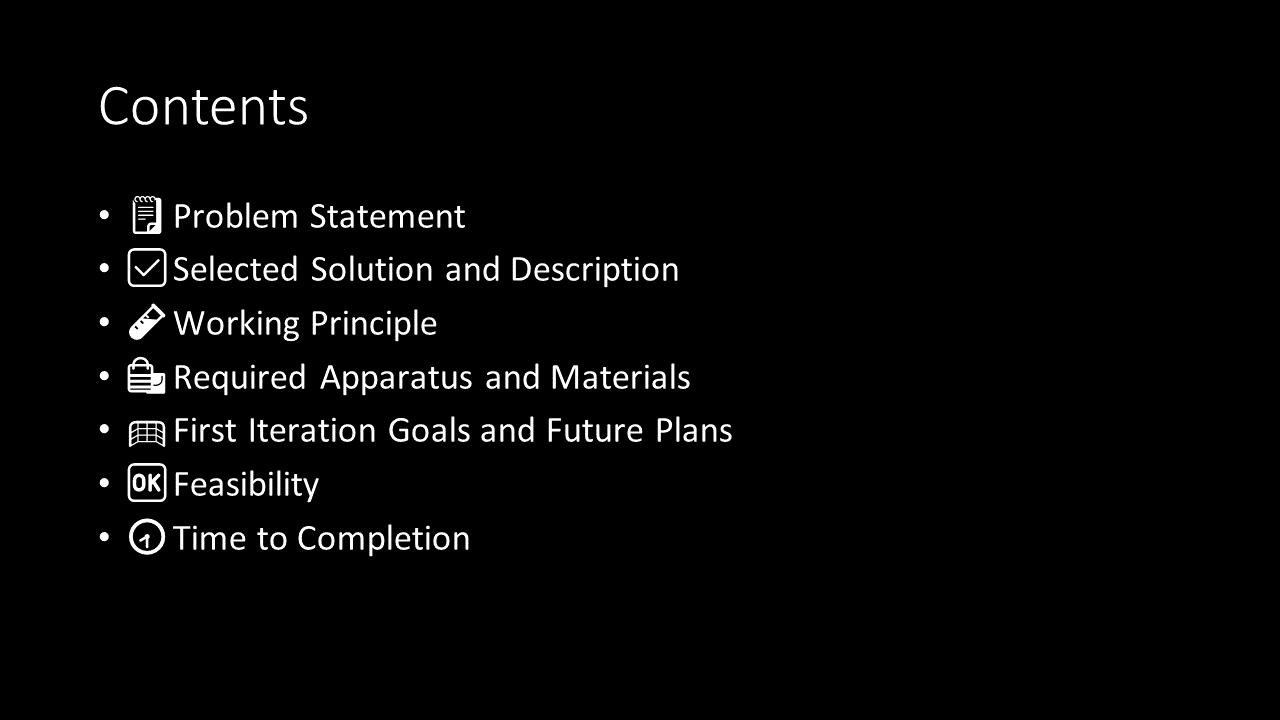 Contents
• 🗒 Problem Statement
• ☑ Selected Solution and Description
• 🧪 Working Principle
• 🛍 Required Apparatus and Materials
• 🥅 First Iteration Goals and Future Plans
• 🆗 Feasibility
• 🕢 Time to Completion